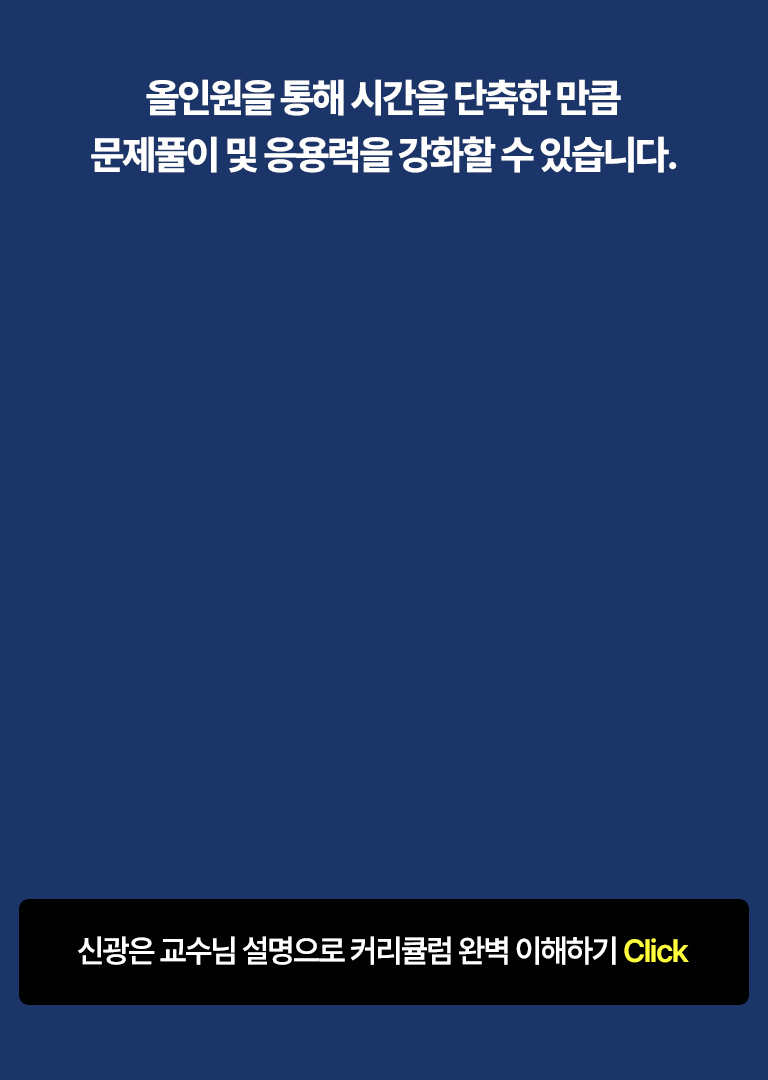 올인원을 통해 시간을 단축한 만큼
문제풀이 및 응용력을 강화할 수 있습니다.
신광은 교수님 설명으로 커리큘럼 완벽 이해하기 Click